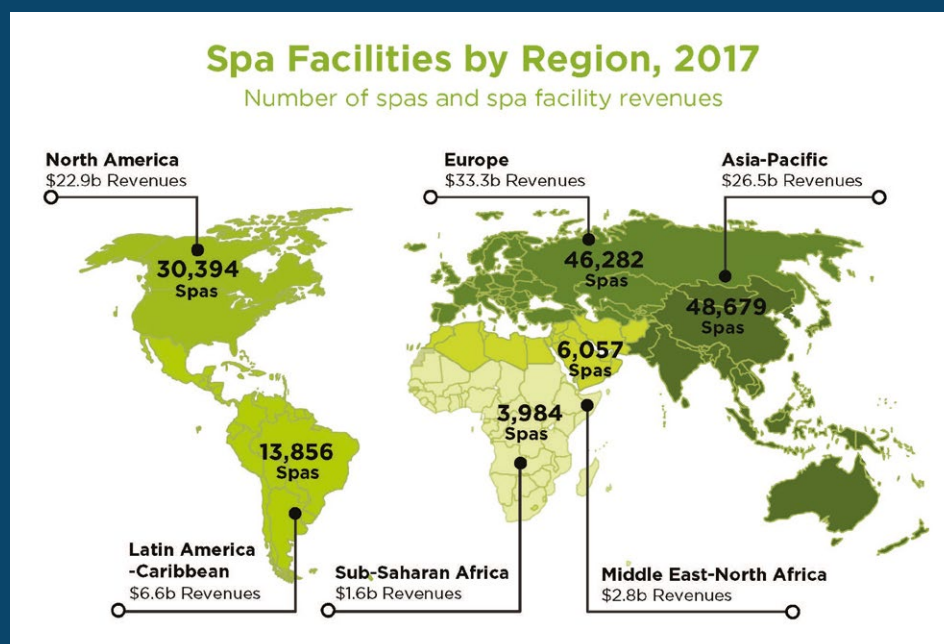 Spa Facilities by Region, 2017
Number of spas and spa facility revenues
North America
$22.9b Revenues
Europe
$33.3b Revenues
Asia-Pacific
$26.5b Revenues
30,394
Spas
46,282
Spas
48,679
Spas
6,057
Spas
3,984
Spas
13,856
Spas
Latin America
-Caribbean
$6.6b Revenues
Sub-Saharan Africa
$1.6b Revenues
Middle East-North Africa
$2.8b Revenues